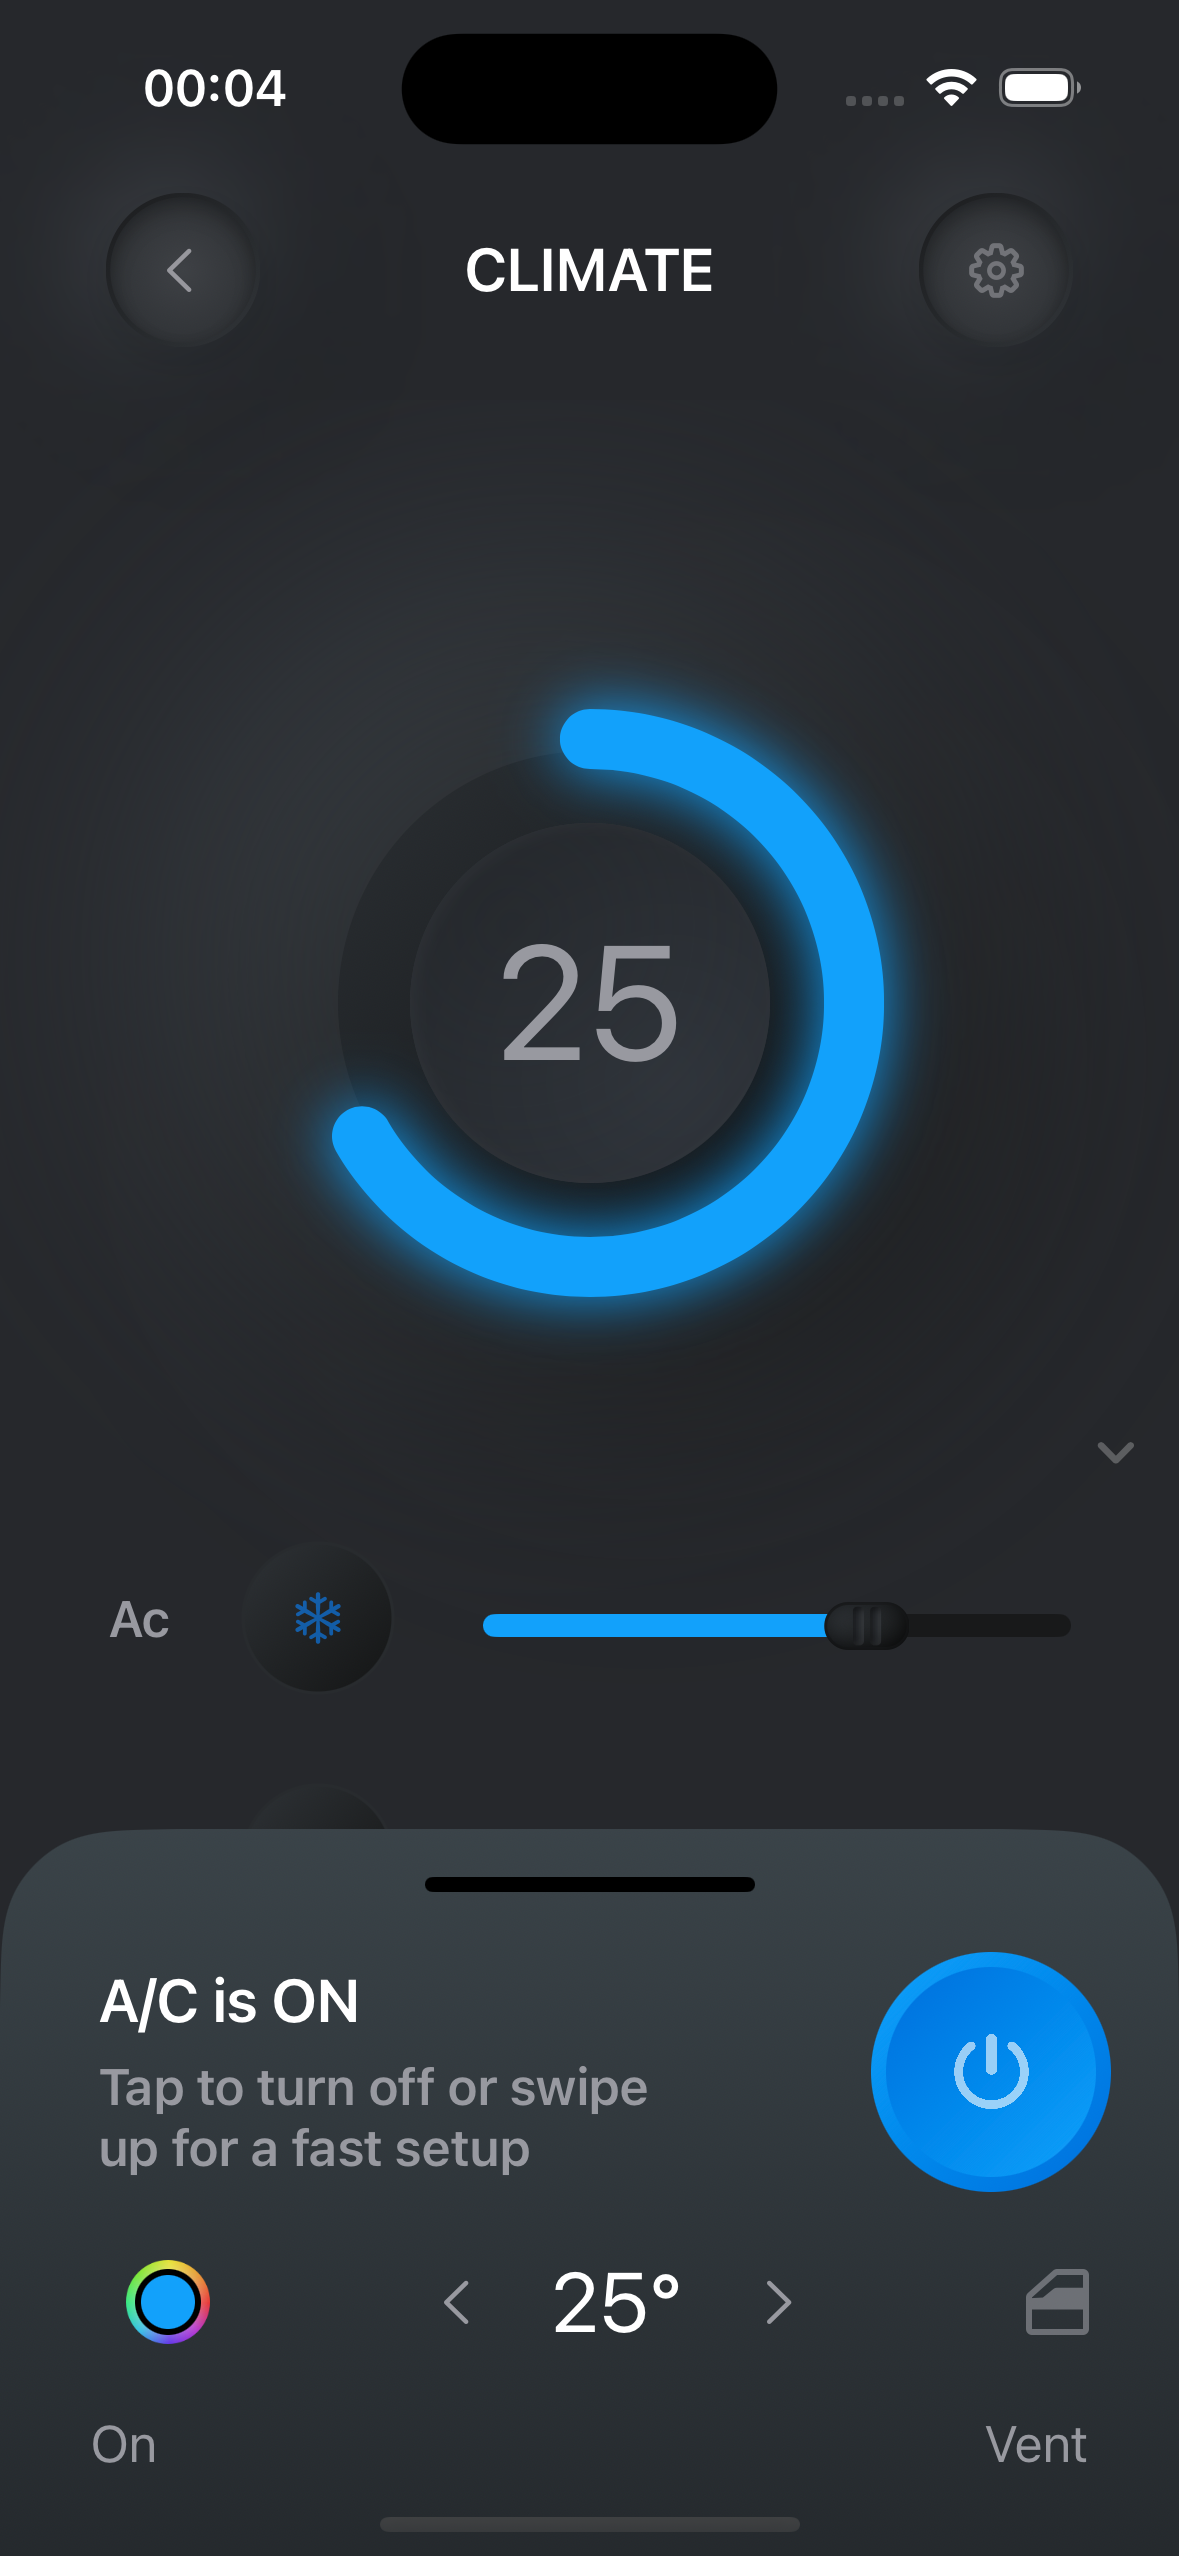 00:04
CLIMATE
25
Ac
A/C is ON
Tap to turn off or swipe
up for a fast setup
25°
On
Vent